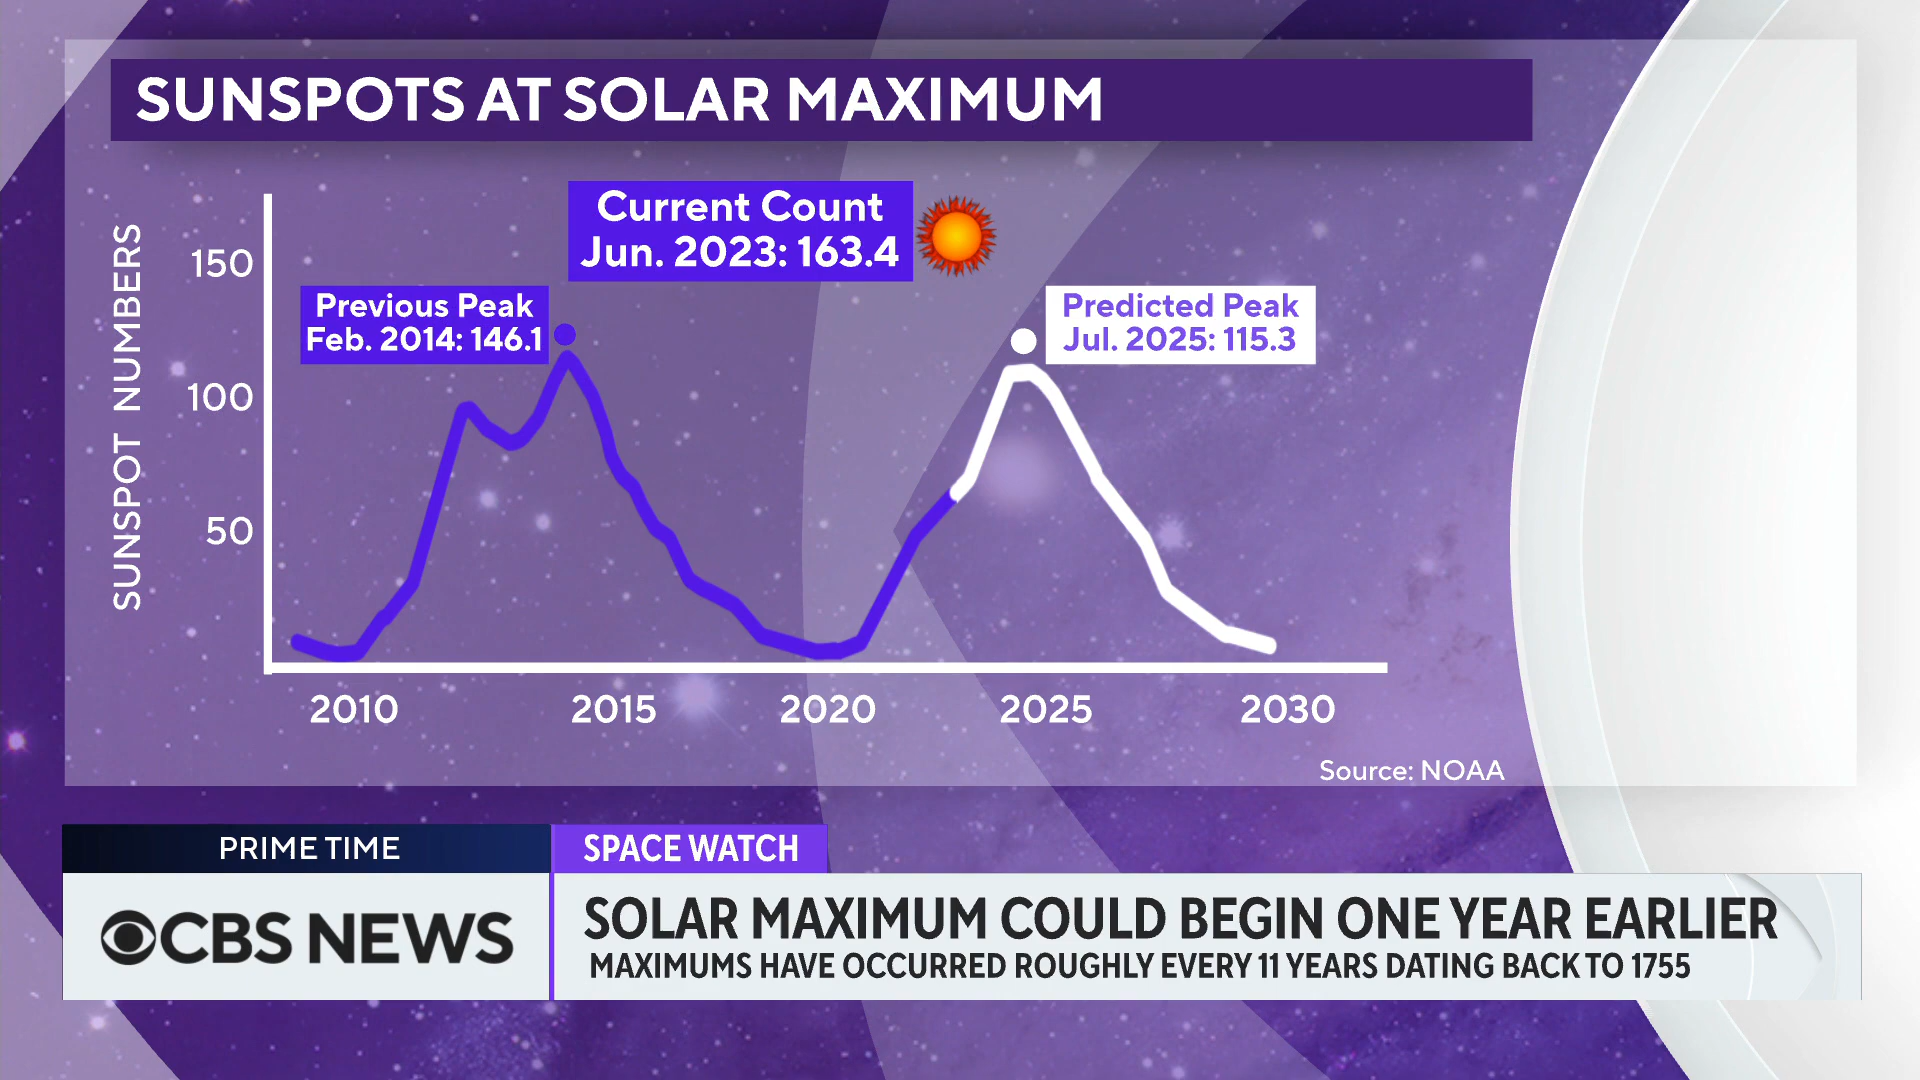 SUNSPOTS AT SOLAR MAXIMUM
Current Count
Jun. 2023: 163.4
Previous Peak
Feb. 2014: 146.1
Predicted Peak
Jul. 2025: 115.3
SUNSPOT NUMBERS
150
100
50
2010
2015
2020
2025
2030
Source: NOAA
PRIME TIME
SPACE WATCH
CBS NEWS
SOLAR MAXIMUM COULD BEGIN ONE YEAR EARLIER
MAXIMUMS HAVE OCCURRED ROUGHLY EVERY 11 YEARS DATING BACK TO 1755